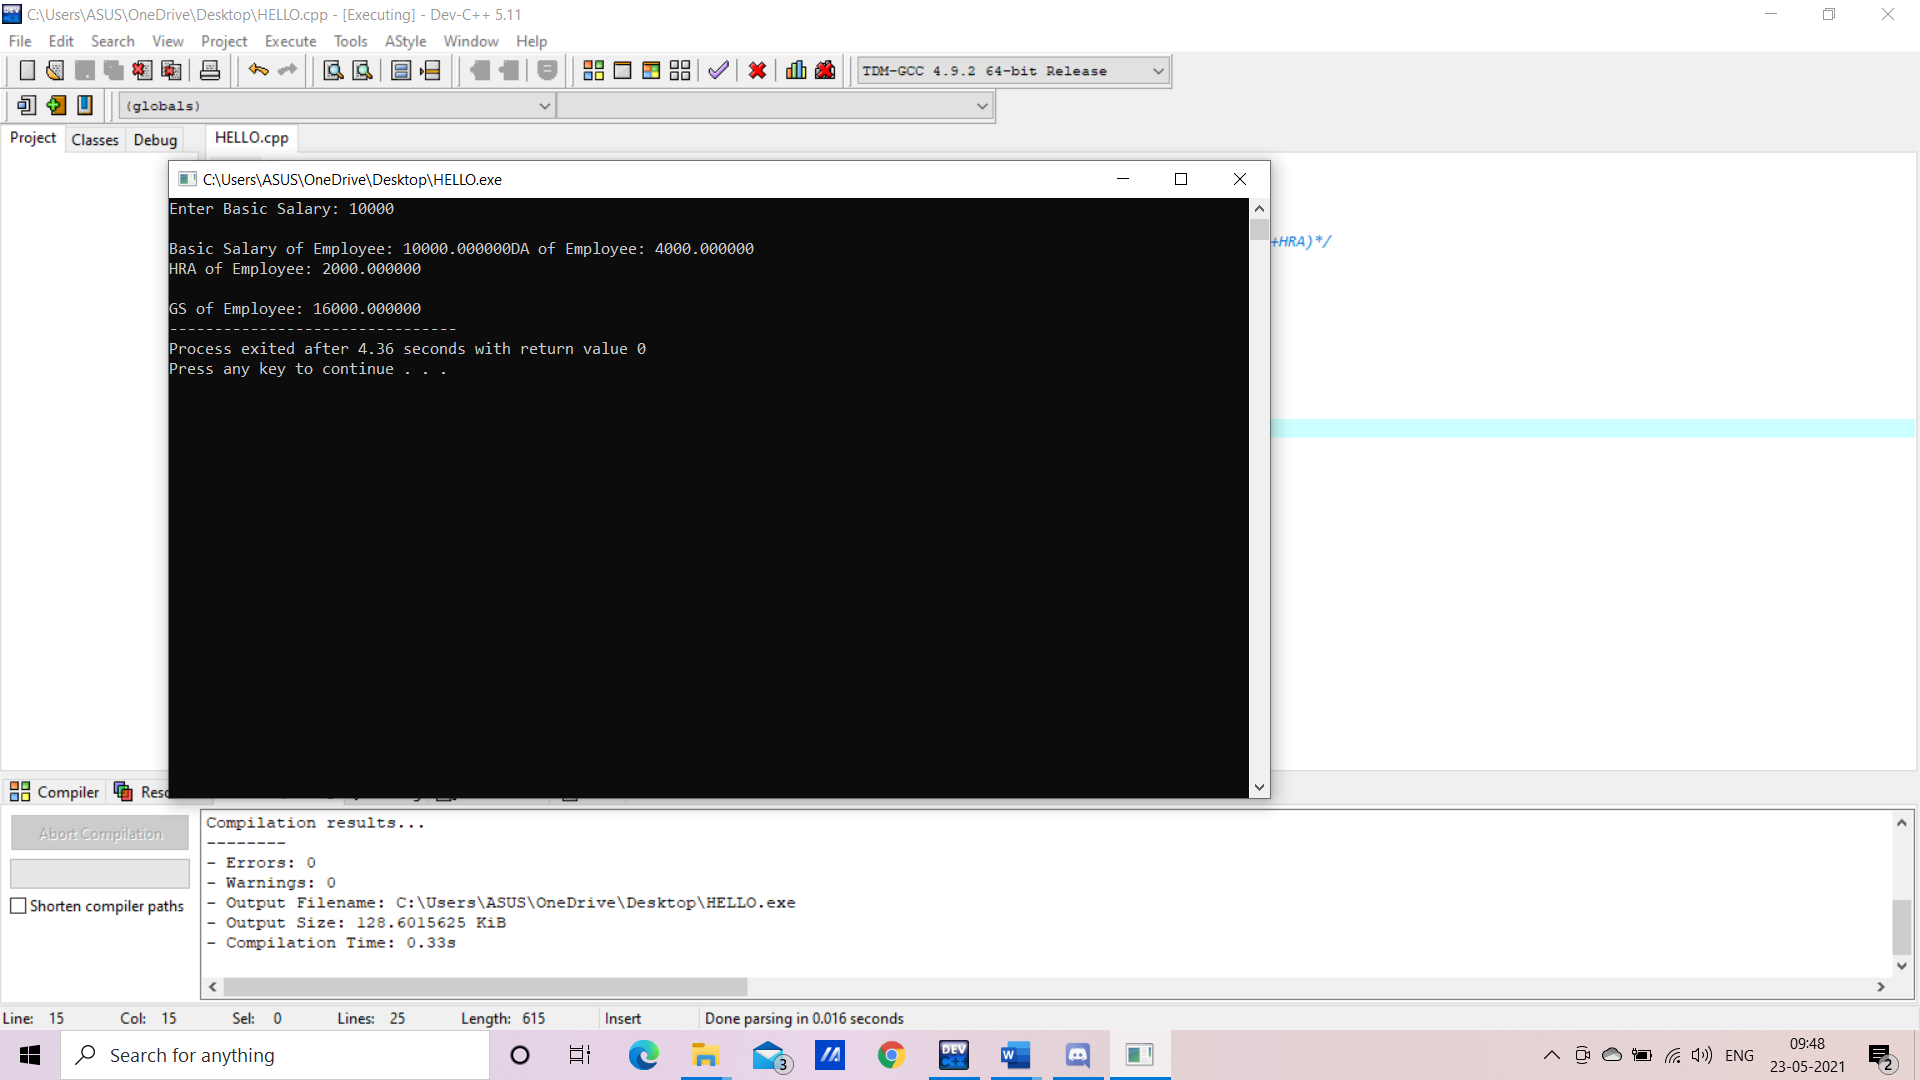 C:\Users\ASUS\OneDrive\Desktop\HELLO.cpp - [Executing] - Dev-C++ 5.11
File Edit Search View Project Execute Tools AStyle Window Help
TDM-GCC 4.9.2 64-bit Release
(globals)
Project Classes Debug HELLO.cpp
C:\Users\ASUS\OneDrive\Desktop\HELLO.exe
Enter Basic Salary: 10000
Basic Salary of Employee: 10000.000000DA of Employee: 4000.000000
+HRA)*/
HRA of Employee: 2000.000000
GS of Employee: 16000.000000
--------------------------------
Process exited after 4.36 seconds with return value 0
Press any key to continue . . .
Compiler Reso
Abort Compilation
Shorten compiler paths
Compilation results...
--------
- Errors: 0
- Warnings: 0
- Output Filename: C:\Users\ASUS\OneDrive\Desktop\HELLO.exe
- Output Size: 128.6015625 KiB
- Compilation Time: 0.33s
Line: 15 Col: 15 Sel: 0 Lines: 25 Length: 615 Insert Done parsing in 0.016 seconds
Search for anything
3
DEV C++
W
ENG
09:48
23-05-2021
2